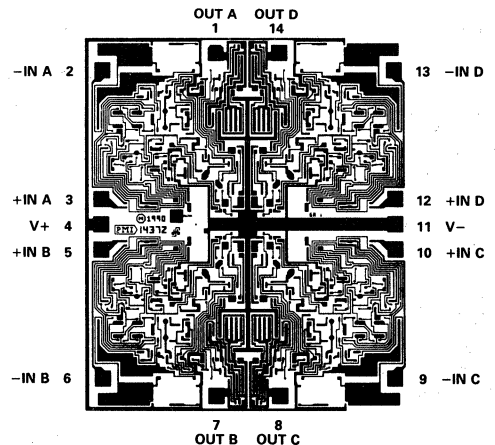 OUT A OUT D
1 14
−IN A 2
13 −IN D
+IN A 3
12 +IN D
V+ 4
Ⓜ 1990
PMI 14372
11 V−
+IN B 5
10 +IN C
−IN B 6
9 −IN C
7 8
OUT B OUT C